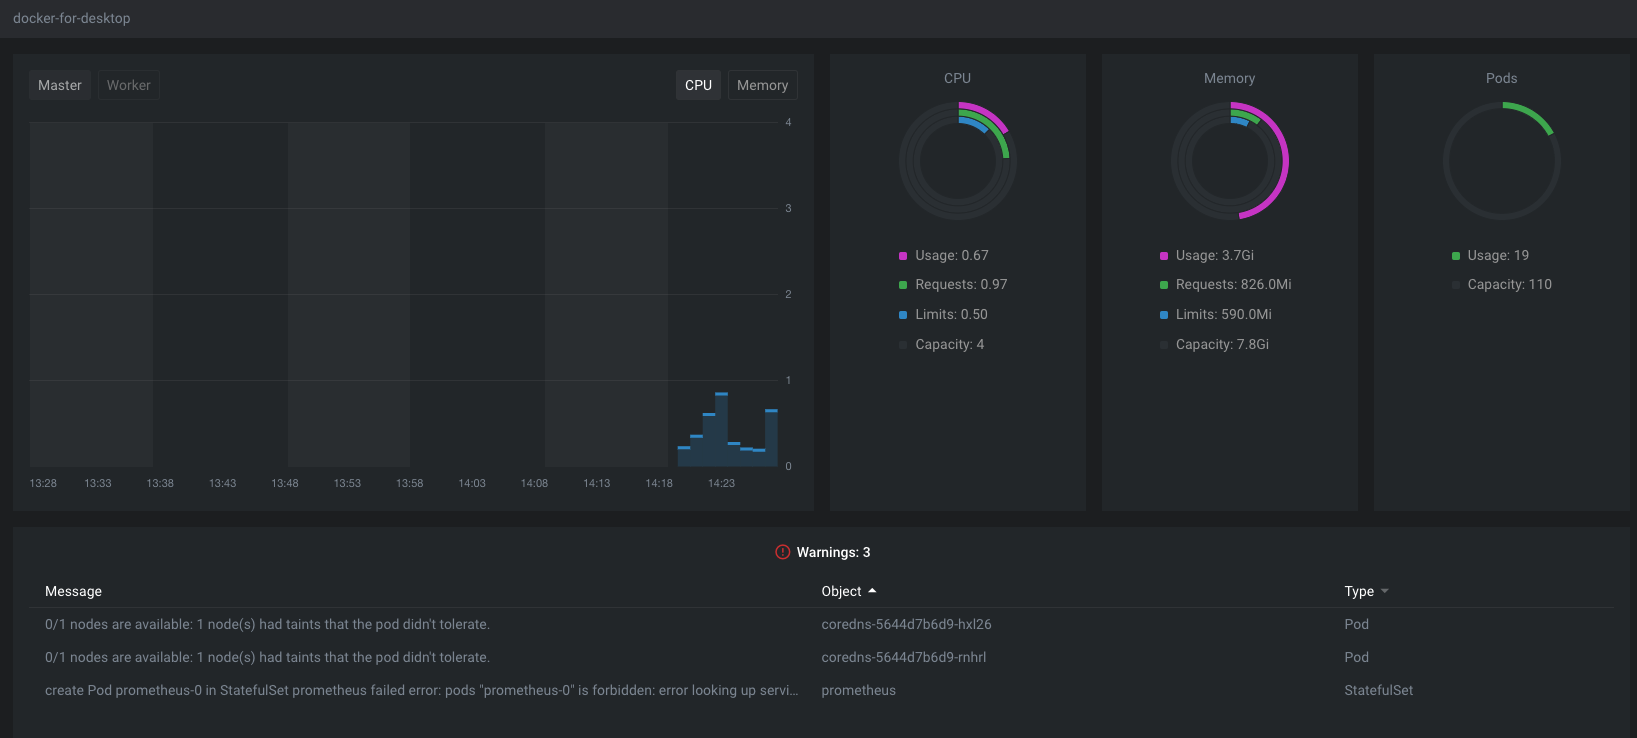 docker-for-desktop
Master Worker CPU Memory
4
3
2
1
0
13:28 13:33 13:38 13:43 13:48 13:53 13:58 14:03 14:08 14:13 14:18 14:23
CPU
Usage: 0.67
Requests: 0.97
Limits: 0.50
Capacity: 4
Memory
Usage: 3.7Gi
Requests: 826.0Mi
Limits: 590.0Mi
Capacity: 7.8Gi
Pods
Usage: 19
Capacity: 110
Warnings: 3
Message Object Type
0/1 nodes are available: 1 node(s) had taints that the pod didn't tolerate. coredns-5644d7b6d9-hxl26 Pod
0/1 nodes are available: 1 node(s) had taints that the pod didn't tolerate. coredns-5644d7b6d9-rnhrl Pod
create Pod prometheus-0 in StatefulSet prometheus failed error: pods "prometheus-0" is forbidden: error looking up servi... prometheus StatefulSet